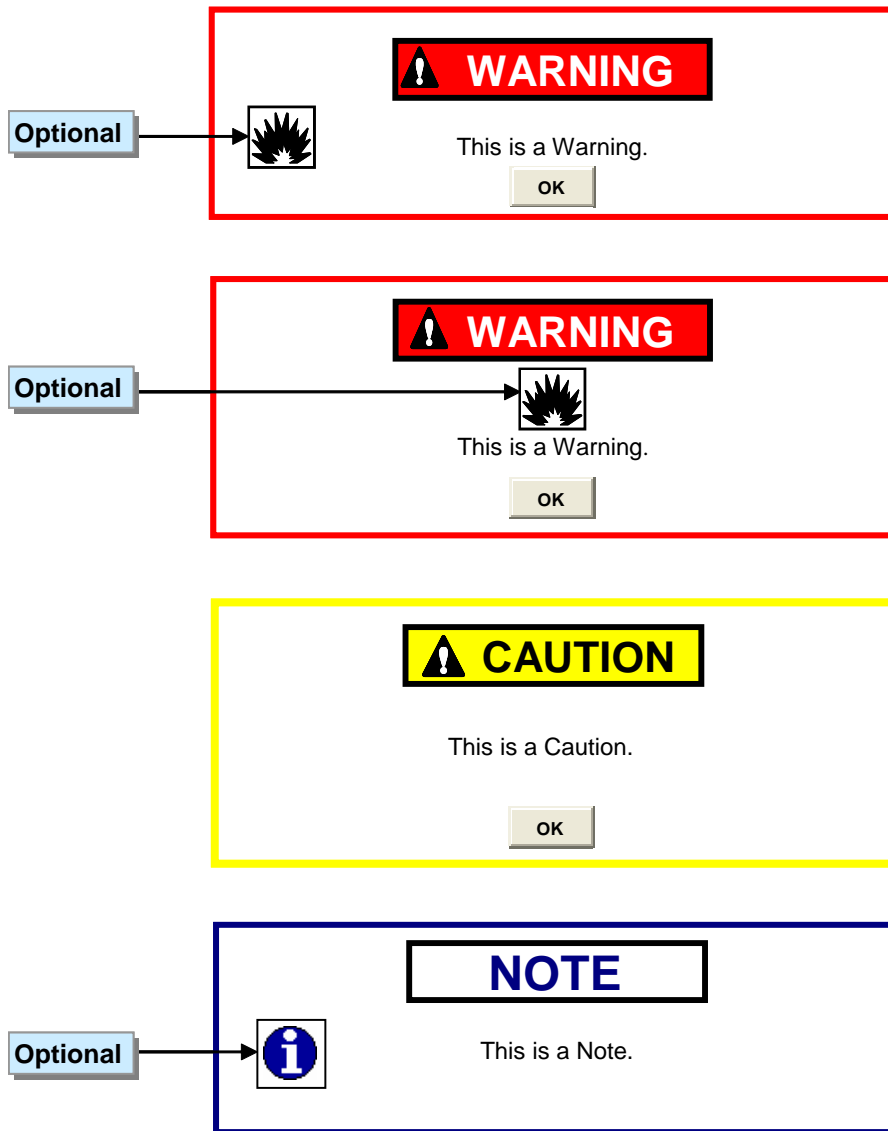 WARNING
Optional
This is a Warning.
OK
WARNING
Optional
This is a Warning.
OK
CAUTION
This is a Caution.
OK
NOTE
Optional
This is a Note.